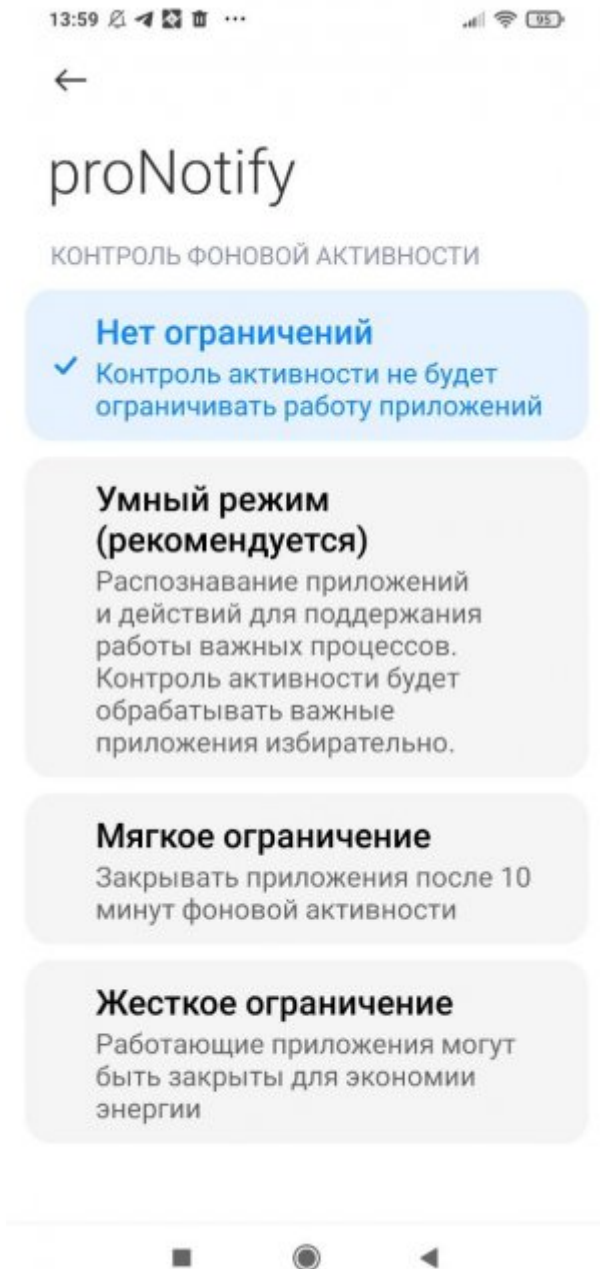 13:59 ... 95
proNotify
КОНТРОЛЬ ФОНОВОЙ АКТИВНОСТИ
Нет ограничений
Контроль активности не будет
ограничивать работу приложений
Умный режим
(рекомендуется)
Распознавание приложений
и действий для поддержания
работы важных процессов.
Контроль активности будет
обрабатывать важные
приложения избирательно.
Мягкое ограничение
Закрывать приложения после 10
минут фоновой активности
Жесткое ограничение
Работающие приложения могут
быть закрыты для экономии
энергии